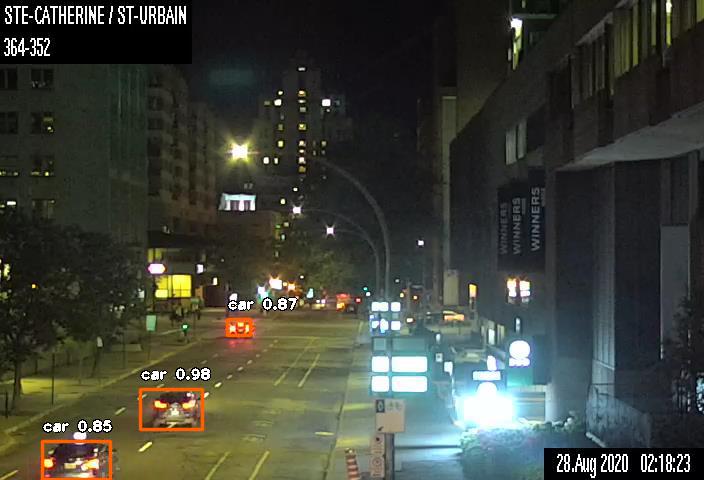 STE-CATHERINE / ST-URBAIN
364-352
WINNERS
WINNERS
WINNERS
car 0.87
car 0.98
car 0.85
28.Aug 2020 02:18:23